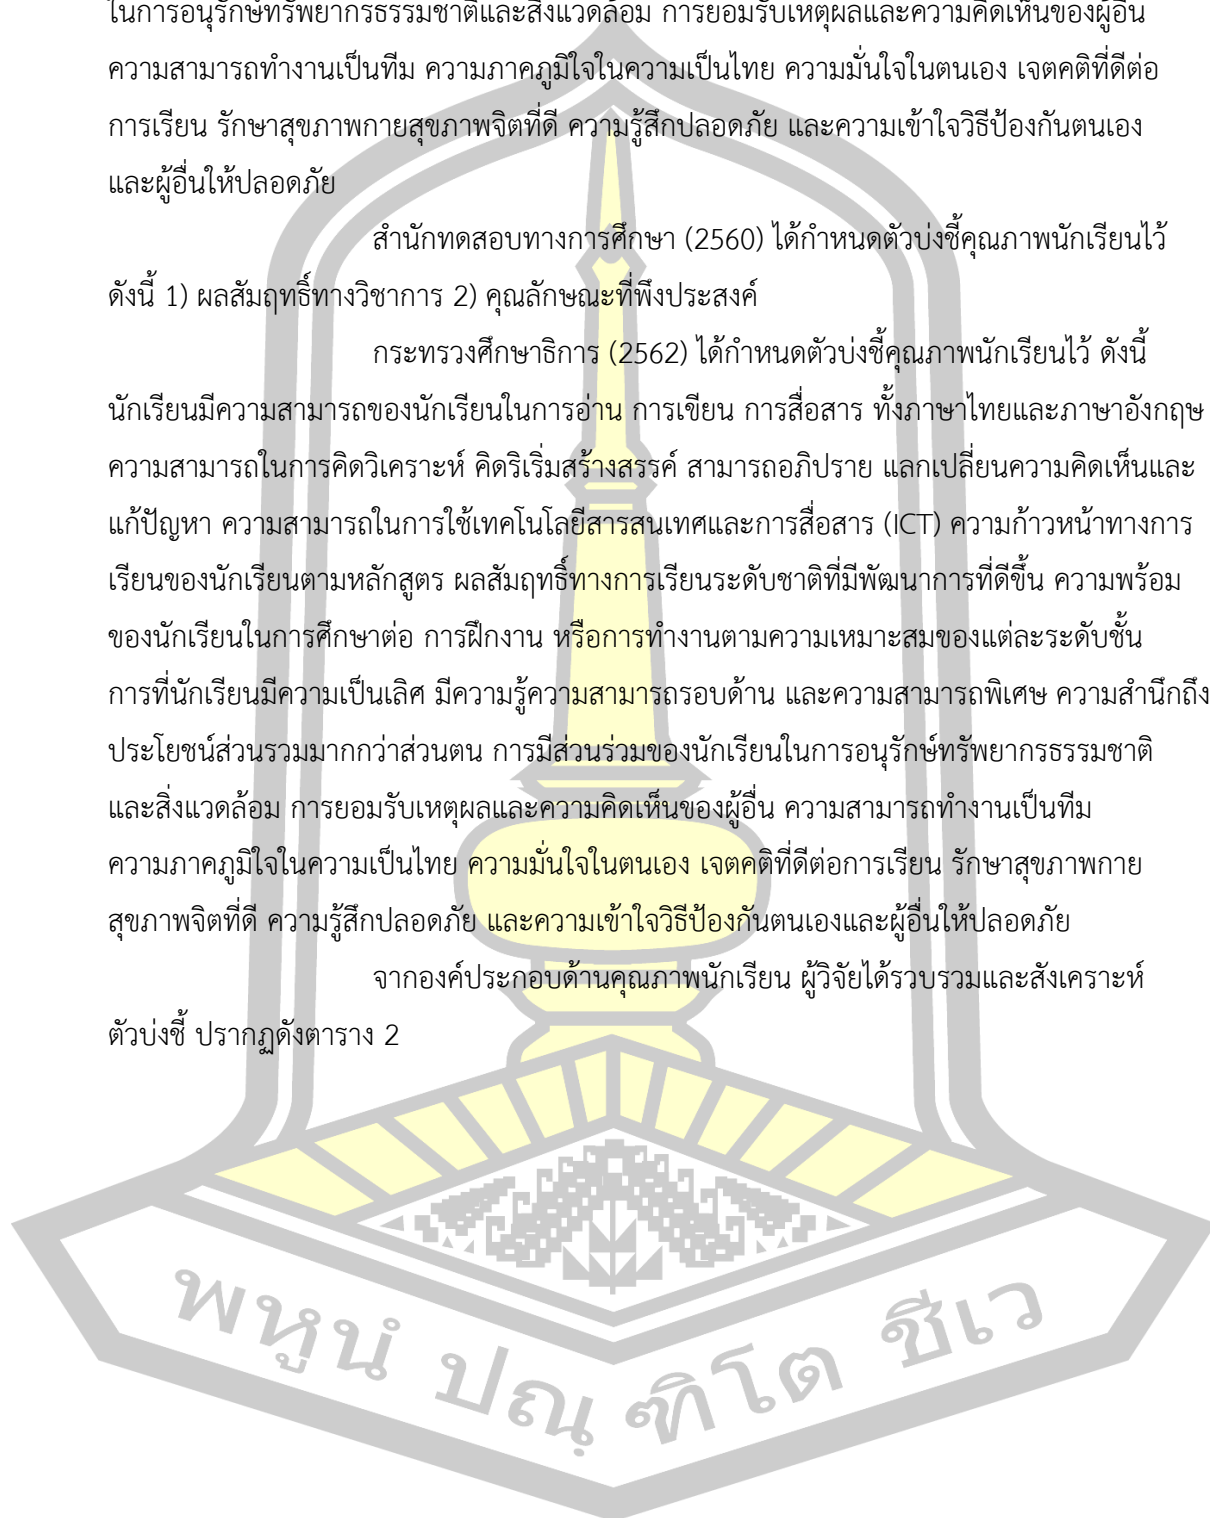 ในการอนุรักษ์ทรัพยากรธรรมชาติและสิ่งแวดล้อม การยอมรับเหตุผลและความคิดเห็นของผู้อื่น
ความสามารถทำงานเป็นทีม ความภาคภูมิใจในความเป็นไทย ความมั่นใจในตนเอง เจตคติที่ดีต่อ
การเรียน รักษาสุขภาพกายสุขภาพจิตที่ดี ความรู้สึกปลอดภัย และความเข้าใจวิธีป้องกันตนเอง
และผู้อื่นให้ปลอดภัย
สำนักทดสอบทางการศึกษา (2560) ได้กำหนดตัวบ่งชี้คุณภาพนักเรียนไว้
ดังนี้ 1) ผลสัมฤทธิ์ทางวิชาการ 2) คุณลักษณะที่พึงประสงค์
กระทรวงศึกษาธิการ (2562) ได้กำหนดตัวบ่งชี้คุณภาพนักเรียนไว้ ดังนี้
นักเรียนมีความสามารถของนักเรียนในการอ่าน การเขียน การสื่อสาร ทั้งภาษาไทยและภาษาอังกฤษ
ความสามารถในการคิดวิเคราะห์ คิดริเริ่มสร้างสรรค์ สามารถอภิปราย แลกเปลี่ยนความคิดเห็นและ
แก้ปัญหา ความสามารถในการใช้เทคโนโลยีสารสนเทศและการสื่อสาร (ICT) ความก้าวหน้าทางการ
เรียนของนักเรียนตามหลักสูตร ผลสัมฤทธิ์ทางการเรียนระดับชาติที่มีพัฒนาการที่ดีขึ้น ความพร้อม
ของนักเรียนในการศึกษาต่อ การฝึกงาน หรือการทำงานตามความเหมาะสมของแต่ละระดับชั้น
การที่นักเรียนมีความเป็นเลิศ มีความรู้ความสามารถรอบด้าน และความสามารถพิเศษ ความสำนึกถึง
ประโยชน์ส่วนรวมมากกว่าส่วนตน การมีส่วนร่วมของนักเรียนในการอนุรักษ์ทรัพยากรธรรมชาติ
และสิ่งแวดล้อม การยอมรับเหตุผลและความคิดเห็นของผู้อื่น ความสามารถทำงานเป็นทีม
ความภาคภูมิใจในความเป็นไทย ความมั่นใจในตนเอง เจตคติที่ดีต่อการเรียน รักษาสุขภาพกาย
สุขภาพจิตที่ดี ความรู้สึกปลอดภัย และความเข้าใจวิธีป้องกันตนเองและผู้อื่นให้ปลอดภัย
จากองค์ประกอบด้านคุณภาพนักเรียน ผู้วิจัยได้รวบรวมและสังเคราะห์
ตัวบ่งชี้ ปรากฏดังตาราง 2
พหูนํ ปณฺฑิโต ชีเว